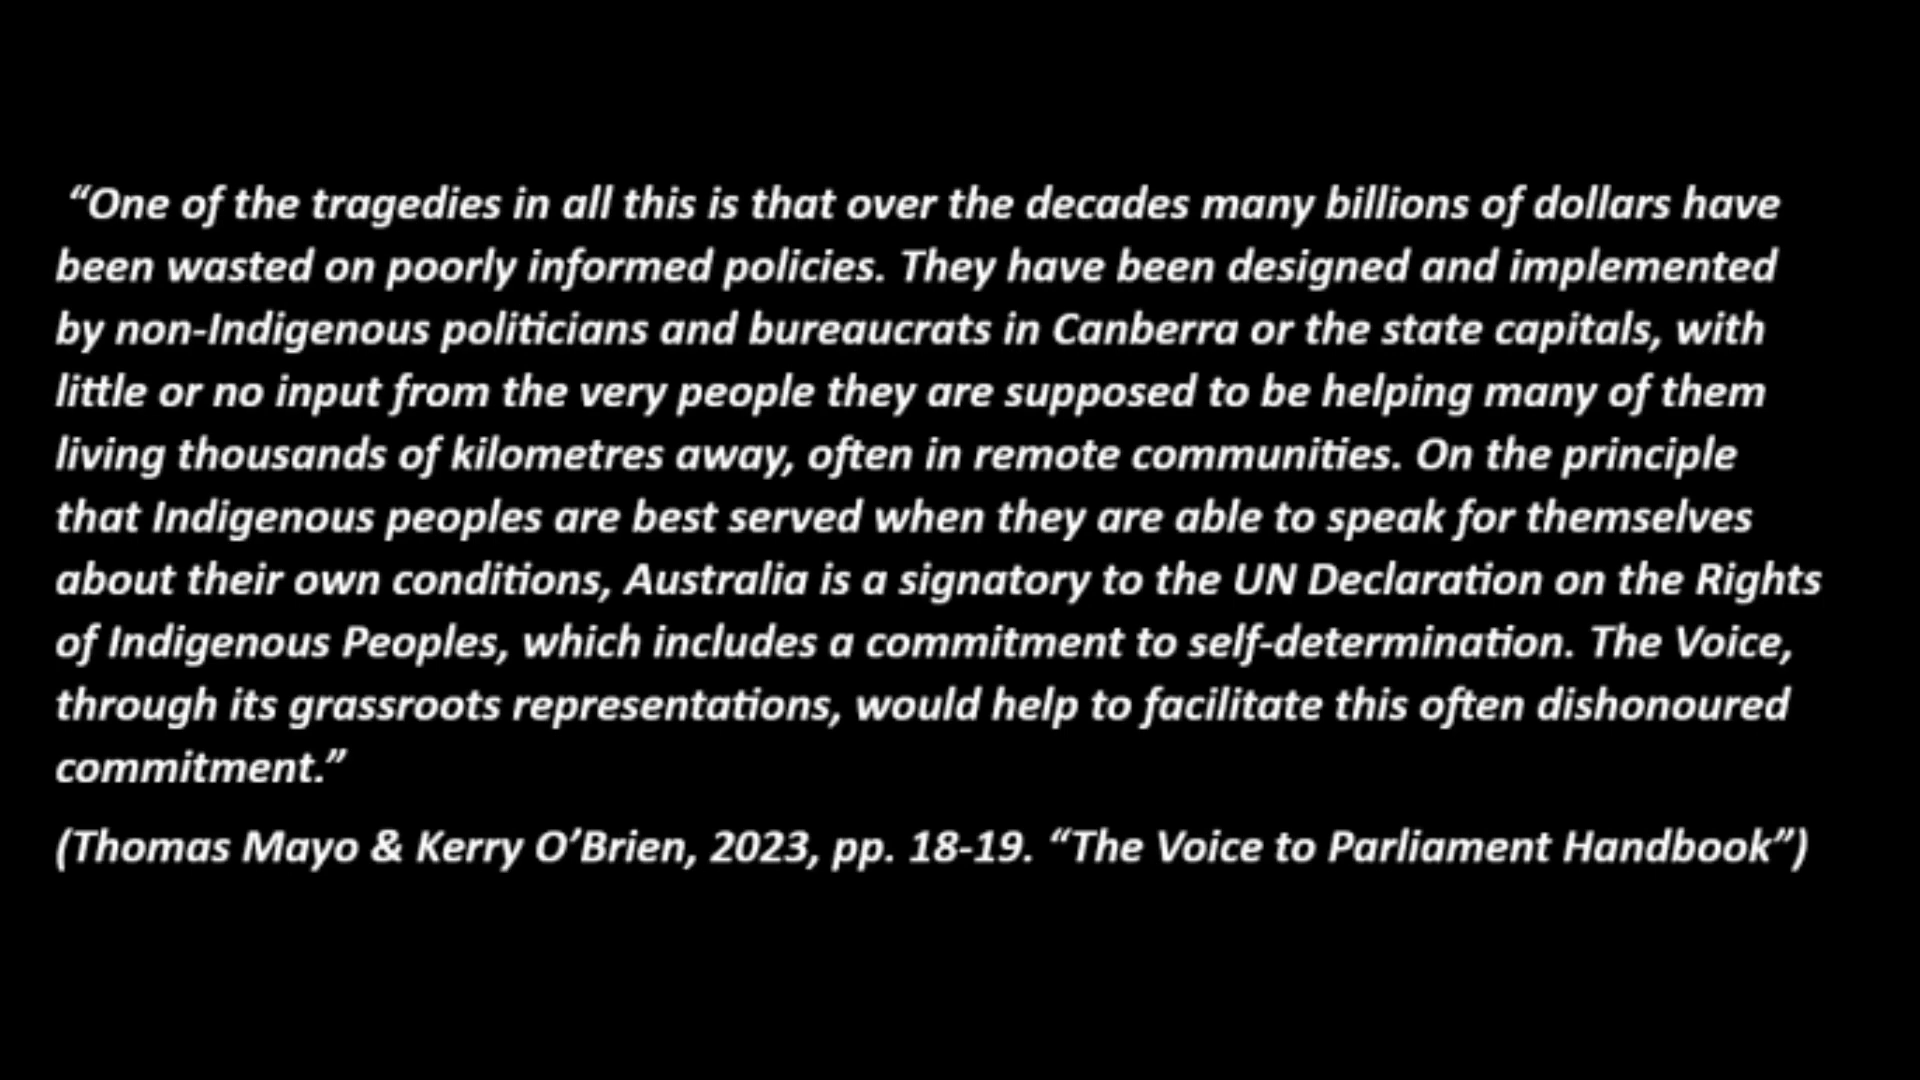 “One of the tragedies in all this is that over the decades many billions of dollars have
been wasted on poorly informed policies. They have been designed and implemented
by non-Indigenous politicians and bureaucrats in Canberra or the state capitals, with
little or no input from the very people they are supposed to be helping many of them
living thousands of kilometres away, often in remote communities. On the principle
that Indigenous peoples are best served when they are able to speak for themselves
about their own conditions, Australia is a signatory to the UN Declaration on the Rights
of Indigenous Peoples, which includes a commitment to self-determination. The Voice,
through its grassroots representations, would help to facilitate this often dishonoured
commitment.”
(Thomas Mayo & Kerry O’Brien, 2023, pp. 18-19. “The Voice to Parliament Handbook”)